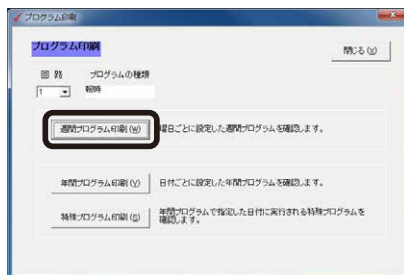 プログラム印刷
プログラム印刷
閉じる(X)
回路 プログラムの種類
1 報時
週間プログラム印刷(W) 曜日ごとに設定した週間プログラムを確認します。
年間プログラム印刷(Y) 日付ごとに設定した年間プログラムを確認します。
特殊プログラム印刷(S) 年間プログラムで指定した日付に実行される特殊プログラムを
確認します。